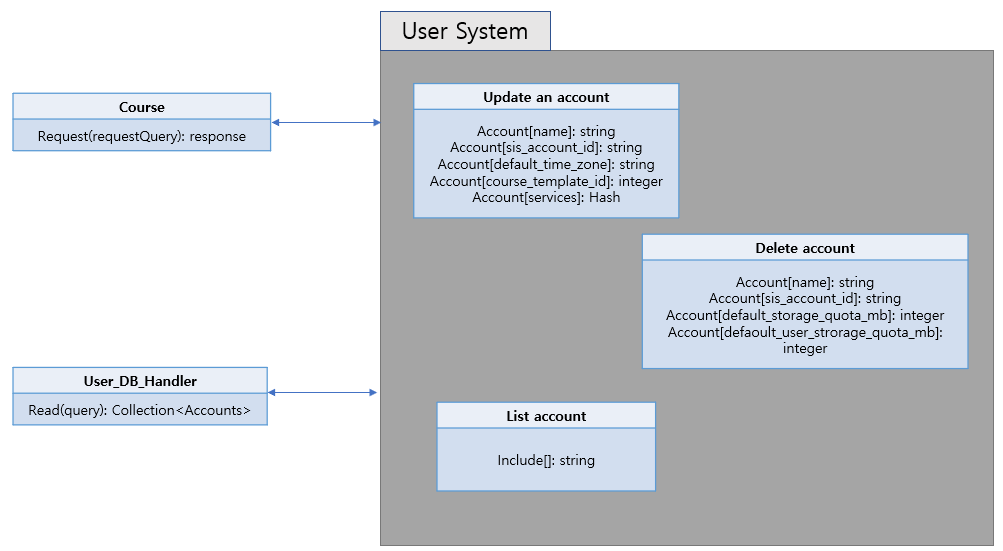 User System
Course
Request(requestQuery): response
Update an account
Account[name]: string
Account[sis_account_id]: string
Account[default_time_zone]: string
Account[course_template_id]: integer
Account[services]: Hash
Delete account
Account[name]: string
Account[sis_account_id]: string
Account[default_storage_quota_mb]: integer
Account[defaoult_user_strorage_quota_mb]:
integer
User_DB_Handler
Read(query): Collection<Accounts>
List account
Include[]: string